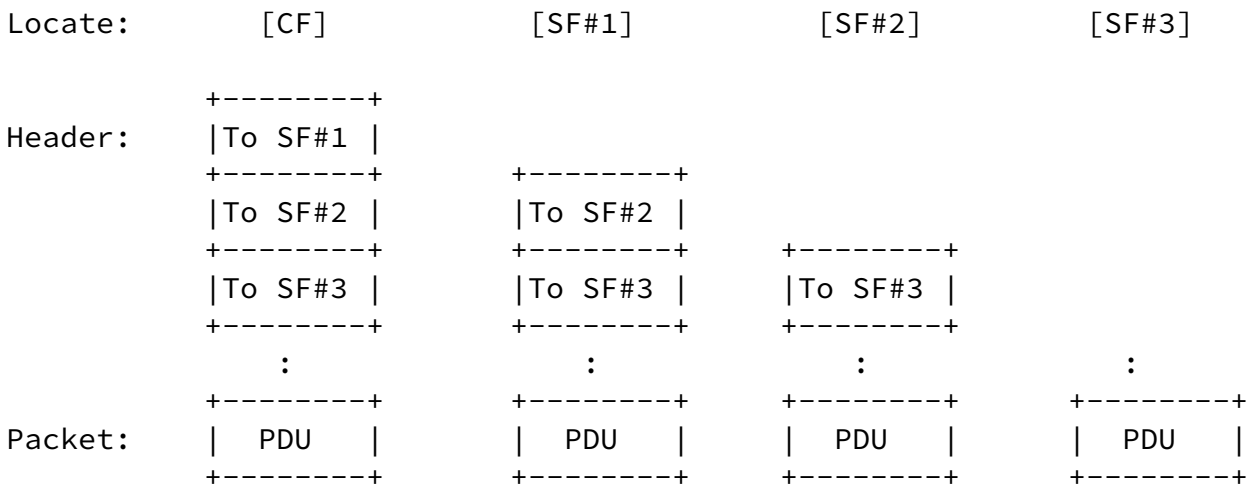 Locate:       [CF]            [SF#1]          [SF#2]         [SF#3]
           +--------+
Header:    |To SF#1 |
           +--------+       +--------+
           |To SF#2 |       |To SF#2 |
           +--------+       +--------+     +--------+
           |To SF#3 |       |To SF#3 |     |To SF#3 |
           +--------+       +--------+     +--------+
               :                :              :              :
           +--------+       +--------+     +--------+     +--------+
Packet:    |  PDU   |       |  PDU   |     |  PDU   |     |  PDU   |
           +--------+       +--------+     +--------+     +--------+